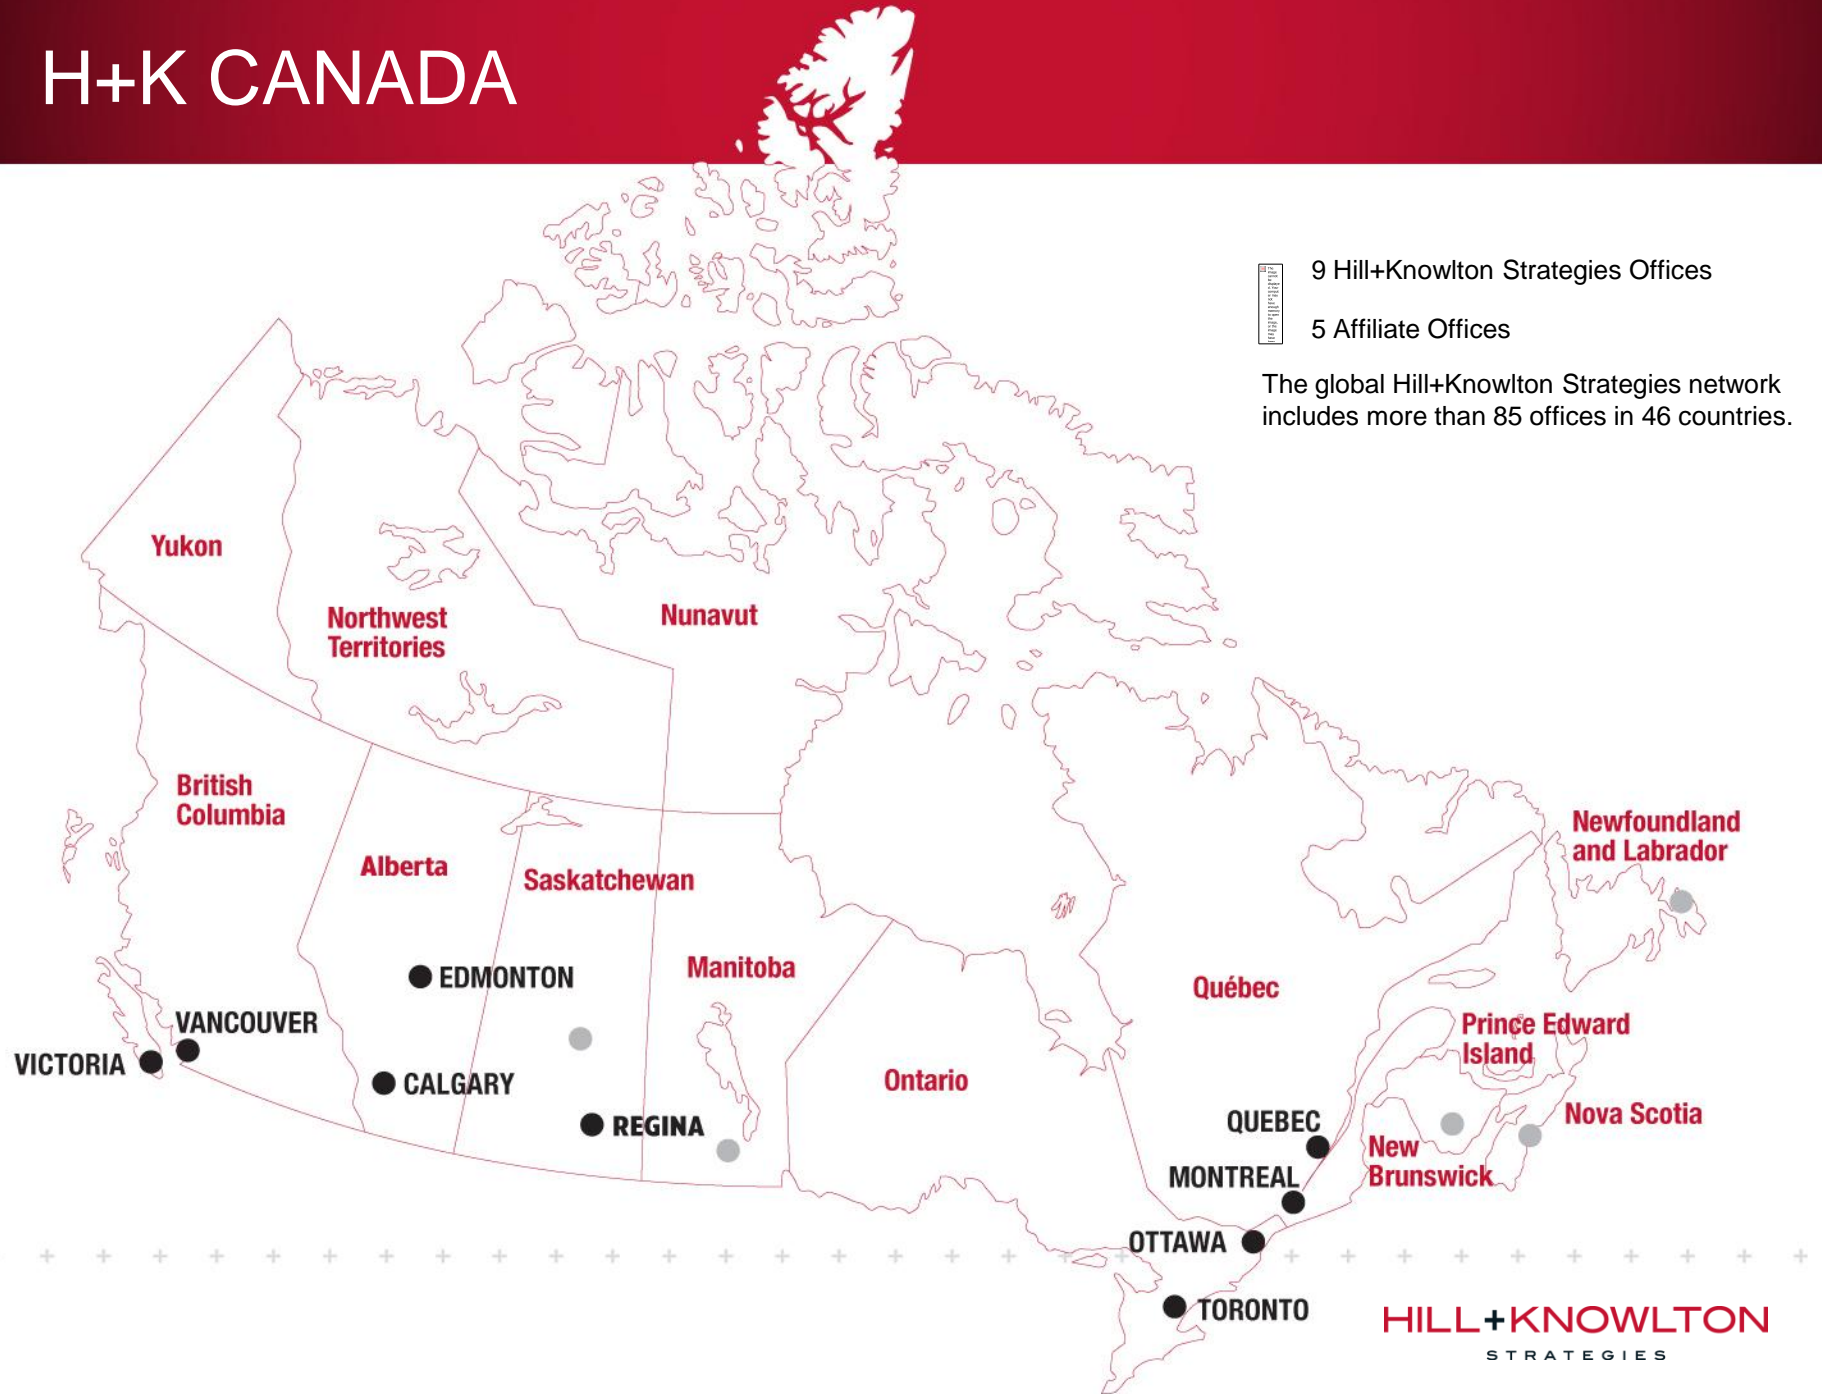 H+K CANADA
9 Hill+Knowlton Strategies Offices
5 Affiliate Offices
The global Hill+Knowlton Strategies network
includes more than 85 offices in 46 countries.
Yukon
Northwest
Territories
Nunavut
British
Columbia
Alberta
Saskatchewan
Manitoba
Ontario
Québec
Newfoundland
and Labrador
Prince Edward
Island
Nova Scotia
New
Brunswick
EDMONTON
VANCOUVER
VICTORIA
CALGARY
REGINA
QUEBEC
MONTREAL
OTTAWA
TORONTO
HILL+KNOWLTON
STRATEGIES